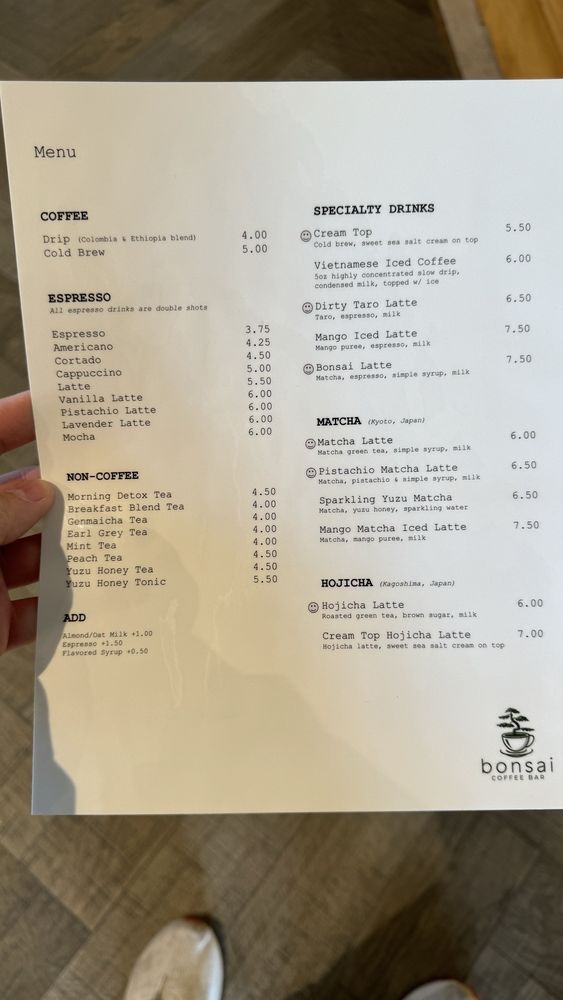 Menu
COFFEE
Drip (Colombia & Ethiopia blend) 4.00
Cold Brew 5.00
ESPRESSO
All espresso drinks are double shots
Espresso 3.75
Americano 4.25
Cortado 4.50
Cappuccino 5.00
Latte 5.50
Vanilla Latte 6.00
Pistachio Latte 6.00
Lavender Latte 6.00
Mocha 6.00
NON-COFFEE
Morning Detox Tea 4.50
Breakfast Blend Tea 4.00
Genmaicha Tea 4.00
Earl Grey Tea 4.00
Mint Tea 4.00
Peach Tea 4.50
Yuzu Honey Tea 4.50
Yuzu Honey Tonic 5.50
ADD
Almond/Oat Milk +1.00
Espresso +1.50
Flavored Syrup +0.50
SPECIALTY DRINKS
Cream Top 5.50
Cold brew, sweet sea salt cream on top
Vietnamese Iced Coffee 6.00
5oz highly concentrated slow drip,
condensed milk, topped w/ ice
Dirty Taro Latte 6.50
Taro, espresso, milk
Mango Iced Latte 7.50
Mango puree, espresso, milk
Bonsai Latte 7.50
Matcha, espresso, simple syrup, milk
MATCHA (Kyoto, Japan)
Matcha Latte 6.00
Matcha green tea, simple syrup, milk
Pistachio Matcha Latte 6.50
Matcha, pistachio & simple syrup, milk
Sparkling Yuzu Matcha 6.50
Matcha, yuzu honey, sparkling water
Mango Matcha Iced Latte 7.50
Matcha, mango puree, milk
HOJICHA (Kagoshima, Japan)
Hojicha Latte 6.00
Roasted green tea, brown sugar, milk
Cream Top Hojicha Latte 7.00
Hojicha latte, sweet sea salt cream on top
bonsai
COFFEE BAR